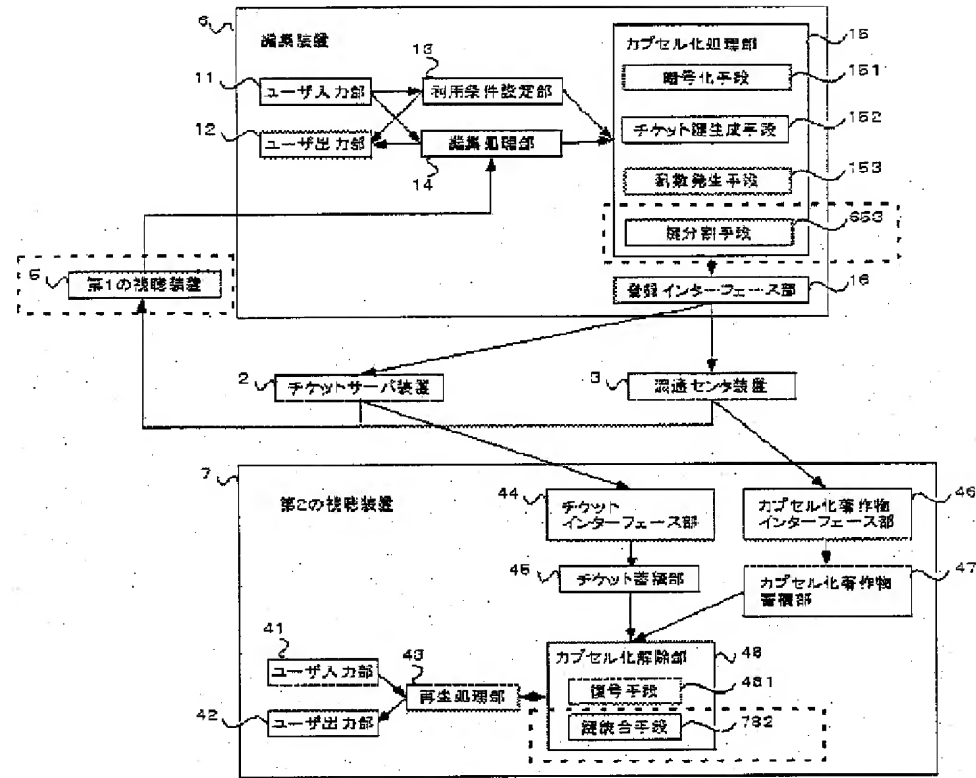 6
編集装置
11
ユーザ入力部
12
ユーザ出力部
13
利用条件設定部
編集処理部
14
カプセル化処理部
15
暗号化手段
151
チケット鍵生成手段
152
乱数発生手段
153
鍵分割手段
653
登録インターフェース部
16
5
第1の視聴装置
2
チケットサーバ装置
3
流通センタ装置
7
第2の視聴装置
44
チケット
インターフェース部
46
カプセル化著作物
インターフェース部
45
チケット蓄積部
47
カプセル化著作物
蓄積部
41
ユーザ入力部
42
ユーザ出力部
43
再生処理部
カプセル化解除部
48
復号手段
481
鍵統合手段
782